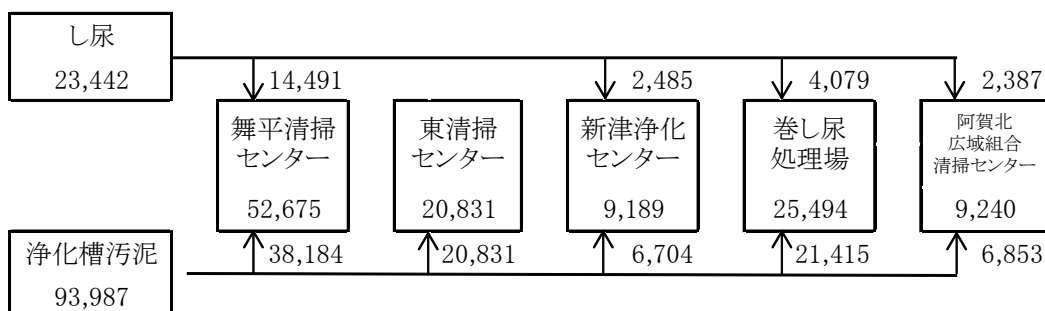 し尿
23,442
14,491
2,485
4,079
2,387
舞平清掃
センター
52,675
東清掃
センター
20,831
新津浄化
センター
9,189
巻し尿
処理場
25,494
阿賀北
広域組合
清掃センター
9,240
浄化槽汚泥
93,987
38,184
20,831
6,704
21,415
6,853